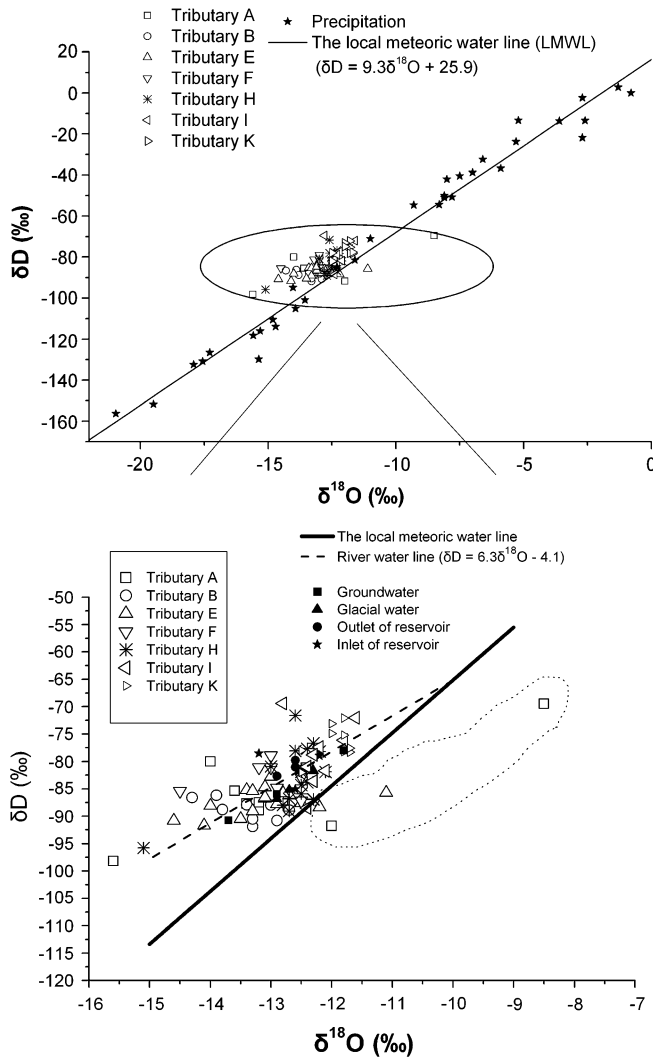 Tributary A
Tributary B
Tributary E
Tributary F
Tributary H
Tributary I
Tributary K
Precipitation
The local meteoric water line (LMWL)
(δD = 9.3δ¹⁸O + 25.9)
20
0
-20
-40
-60
-80
-100
-120
-140
-160
δD (‰)
-20
-15
-10
-5
0
δ¹⁸O (‰)
The local meteoric water line
River water line (δD = 6.3δ¹⁸O - 4.1)
Tributary A
Tributary B
Tributary E
Tributary F
Tributary H
Tributary I
Tributary K
Groundwater
Glacial water
Outlet of reservoir
Inlet of reservoir
-50
-55
-60
-65
-70
-75
-80
-85
-90
-95
-100
-105
-110
-115
-120
δD (‰)
-16
-15
-14
-13
-12
-11
-10
-9
-8
-7
δ¹⁸O (‰)